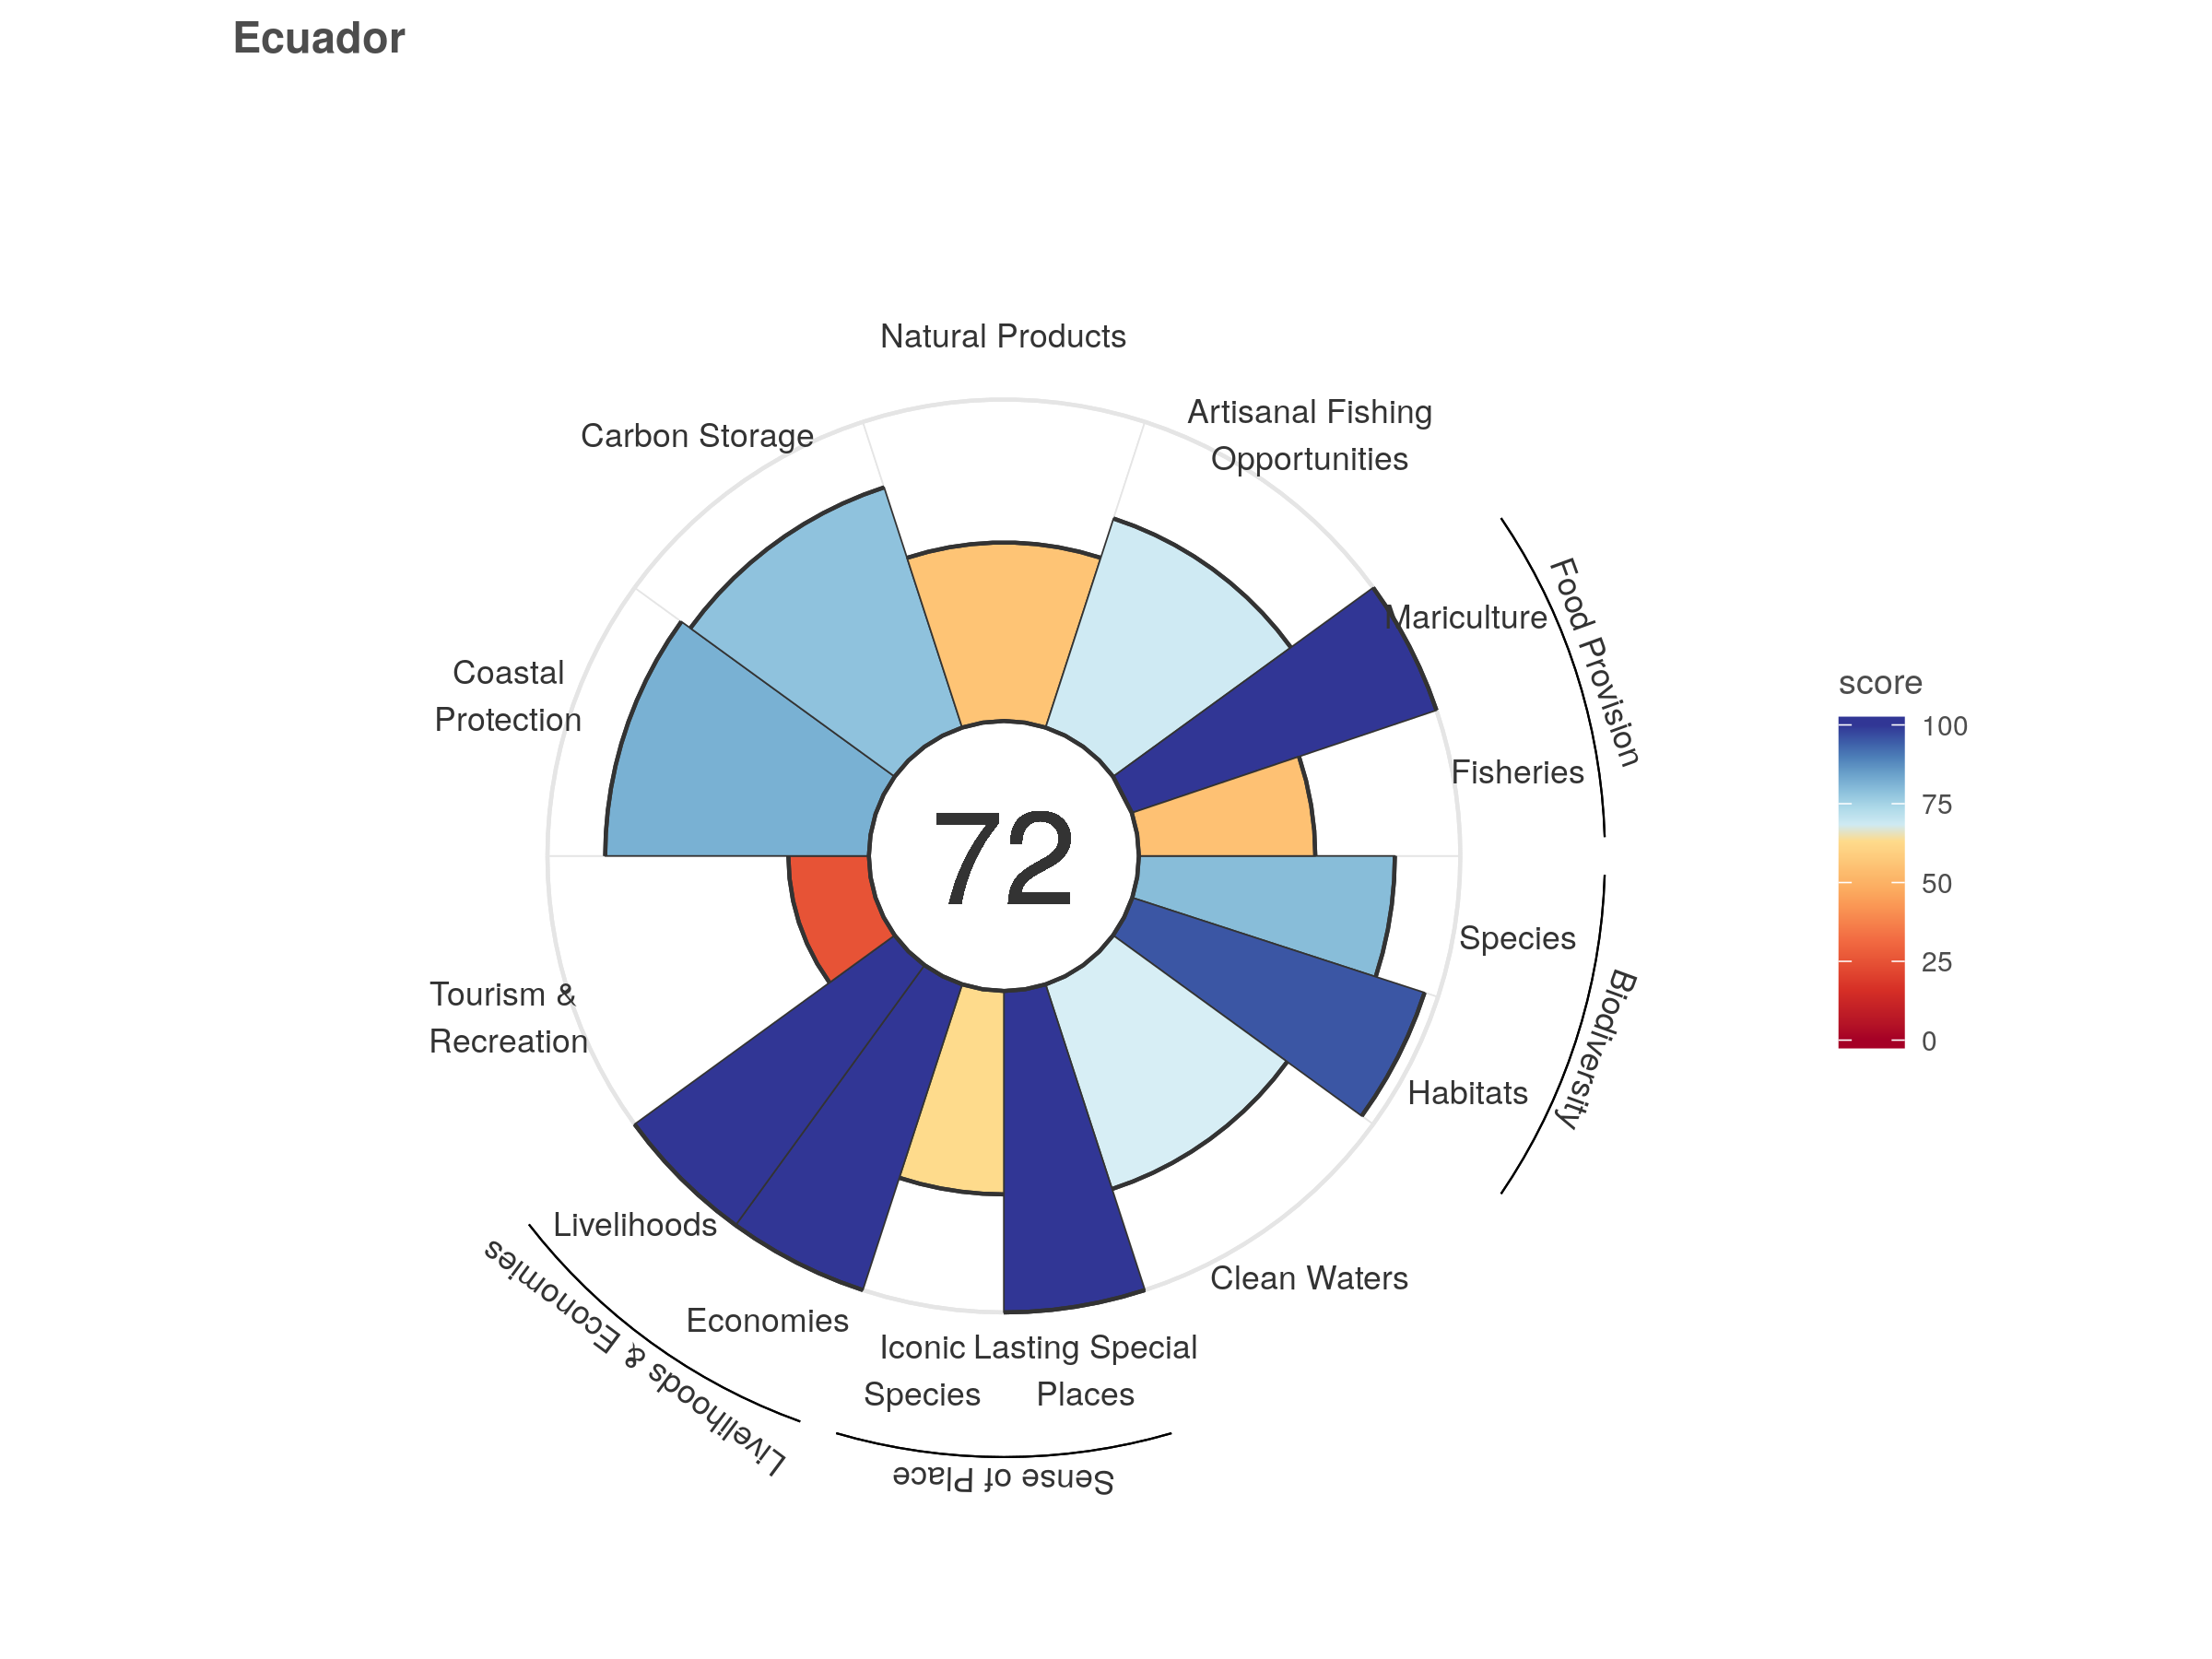 Ecuador
Natural Products
Artisanal Fishing
Opportunities
Carbon Storage
Mariculture
Food Provision
Coastal
Protection
Fisheries
score
100
75
50
25
0
72
Species
Biodiversity
Tourism &
Recreation
Habitats
Livelihoods
Clean Waters
Economies
Livelihoods & Economies
Iconic
Species
Lasting Special
Places
Sense of Place